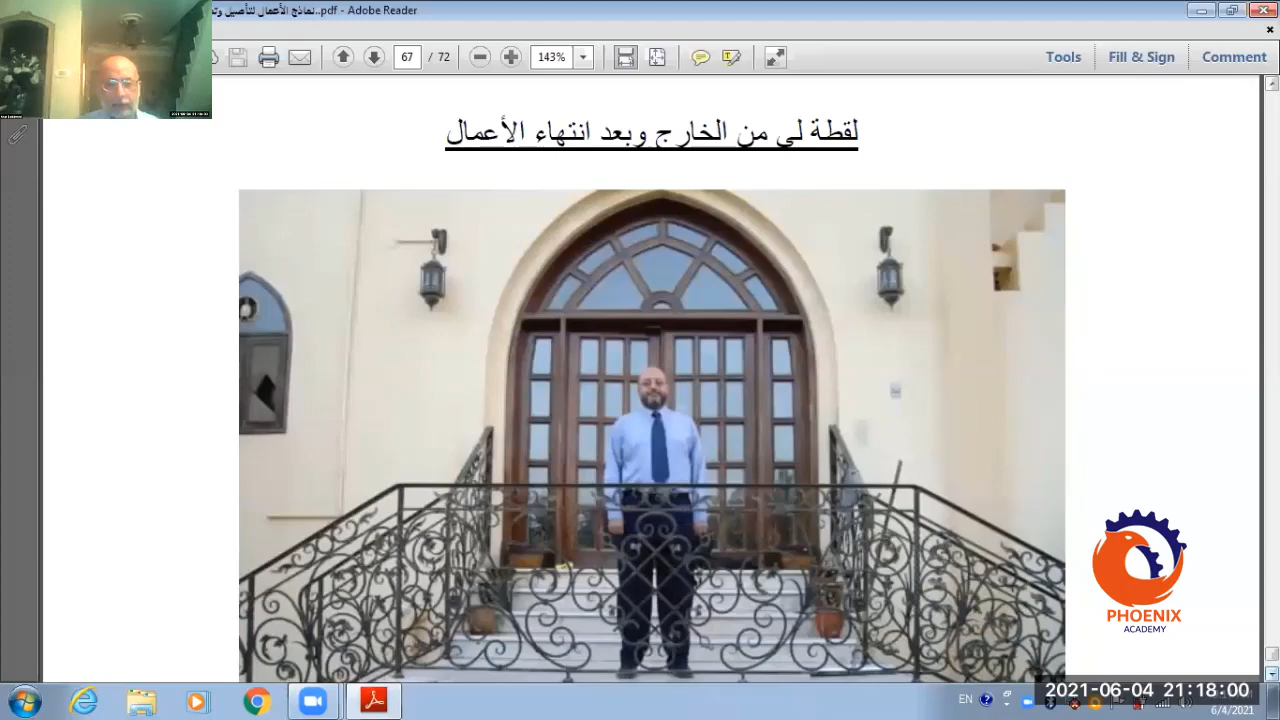 نماذج الأعمال لتأصيل وتد..pdf - Adobe Reader
67 / 72
143%
Tools
Fill & Sign
Comment
لقطة لي من الخارج وبعد انتهاء الأعمال
PHOENIX
ACADEMY
EN
2021-06-04 21:18:00
6/4/2021